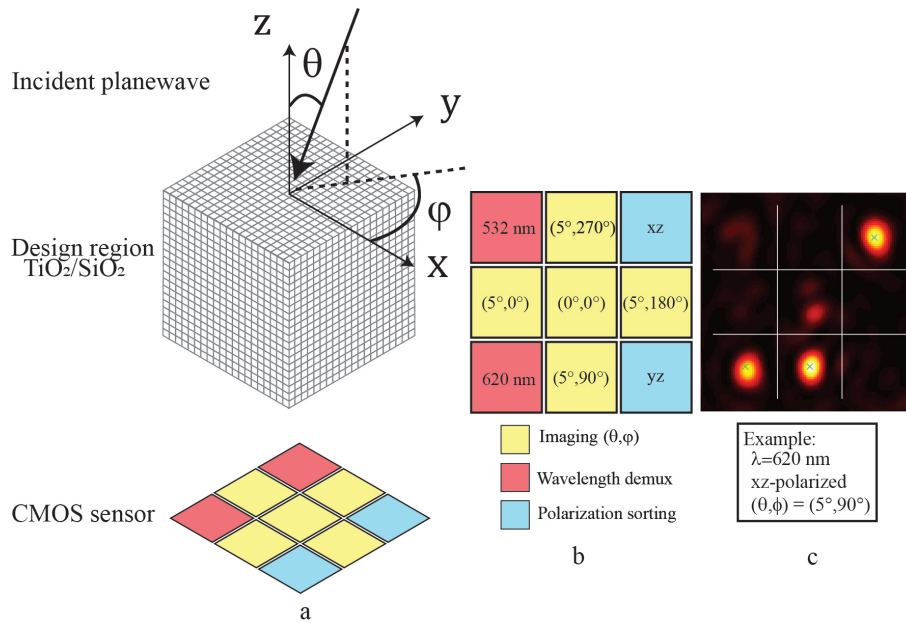 z
θ
Incident planewave
y
φ
x
Design region
TiO₂/SiO₂
CMOS sensor
a
532 nm
(5°,270°)
xz
(5°,0°)
(0°,0°)
(5°,180°)
620 nm
(5°,90°)
yz
Imaging (θ,φ)
Wavelength demux
Polarization sorting
b
Example:
λ=620 nm
xz-polarized
(θ,ϕ) = (5°,90°)
c